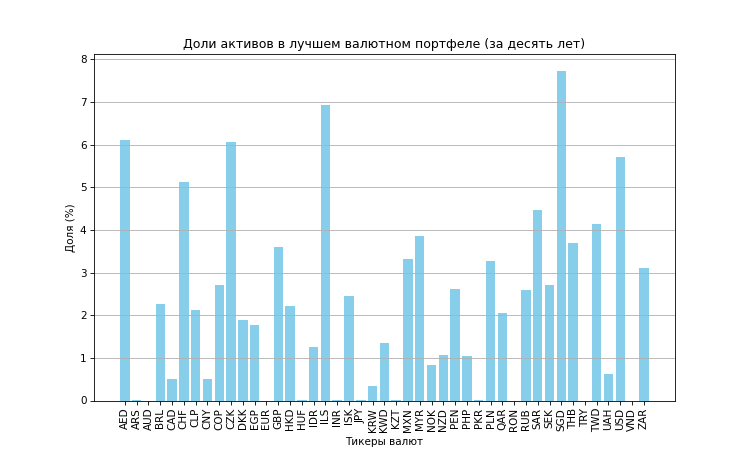 Доли активов в лучшем валютном портфеле (за десять лет)
Доля (%)
8
7
6
5
4
3
2
1
0
AED ARS AUD BRL CAD CHF CLP CNY COP CZK DKK EGP EUR GBP HKD HUF IDR ILS INR ISK JPY KRW KWD KZT MXN MYR NOK NZD PEN PHP PKR PLN QAR RON RUB SAR SEK SGD THB TRY TWD UAH USD VND ZAR
Тикеры валют